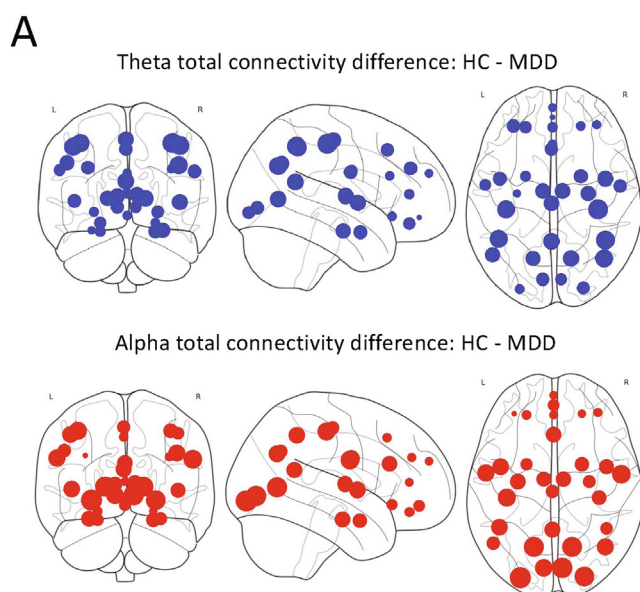 A
Theta total connectivity difference: HC - MDD
L R L R
Alpha total connectivity difference: HC - MDD
L R L R